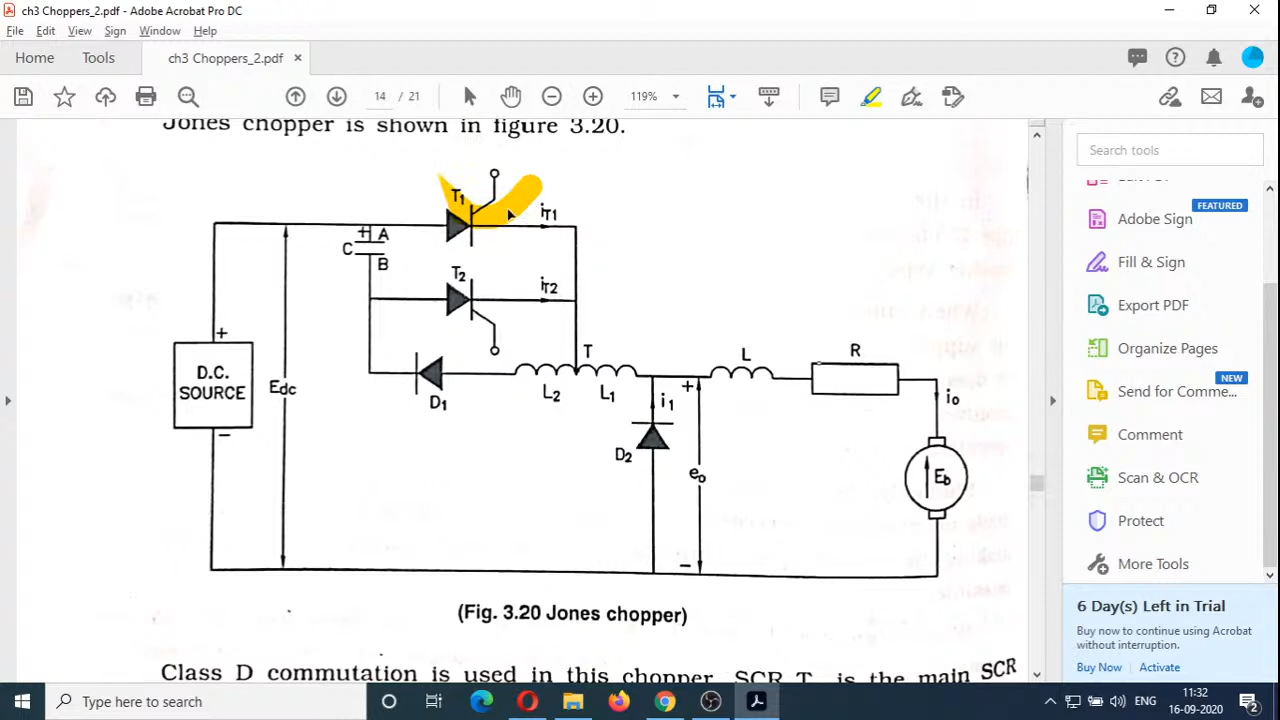 ch3 Choppers_2.pdf - Adobe Acrobat Pro DC
File Edit View Sign Window Help
Home Tools ch3 Choppers_2.pdf ×
14 / 21 119%
Jones chopper is shown in figure 3.20.
T1
iT1
+ A
C
B
T2
iT2
+
D.C.
SOURCE
−
Edc
D1
L2
T
L1
L
R
i1
D2
+
eo
−
io
Eb
(Fig. 3.20 Jones chopper)
Class D commutation is used in this chopper. SCR T1 is the main SCR
Search tools
Adobe Sign FEATURED
Fill & Sign
Export PDF
Organize Pages
Send for Comme... NEW
Comment
Scan & OCR
Protect
More Tools
6 Day(s) Left in Trial
Buy now to continue using Acrobat
without interruption.
Buy Now Activate
Type here to search
ENG
11:32
16-09-2020
2